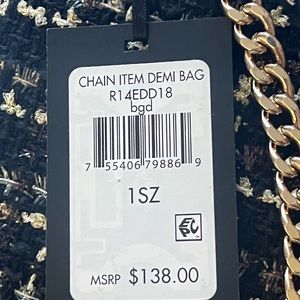 CHAIN ITEM DEMI BAG
R14EDD18
bgd
7 55406 79886 9
1SZ
MSRP $138.00